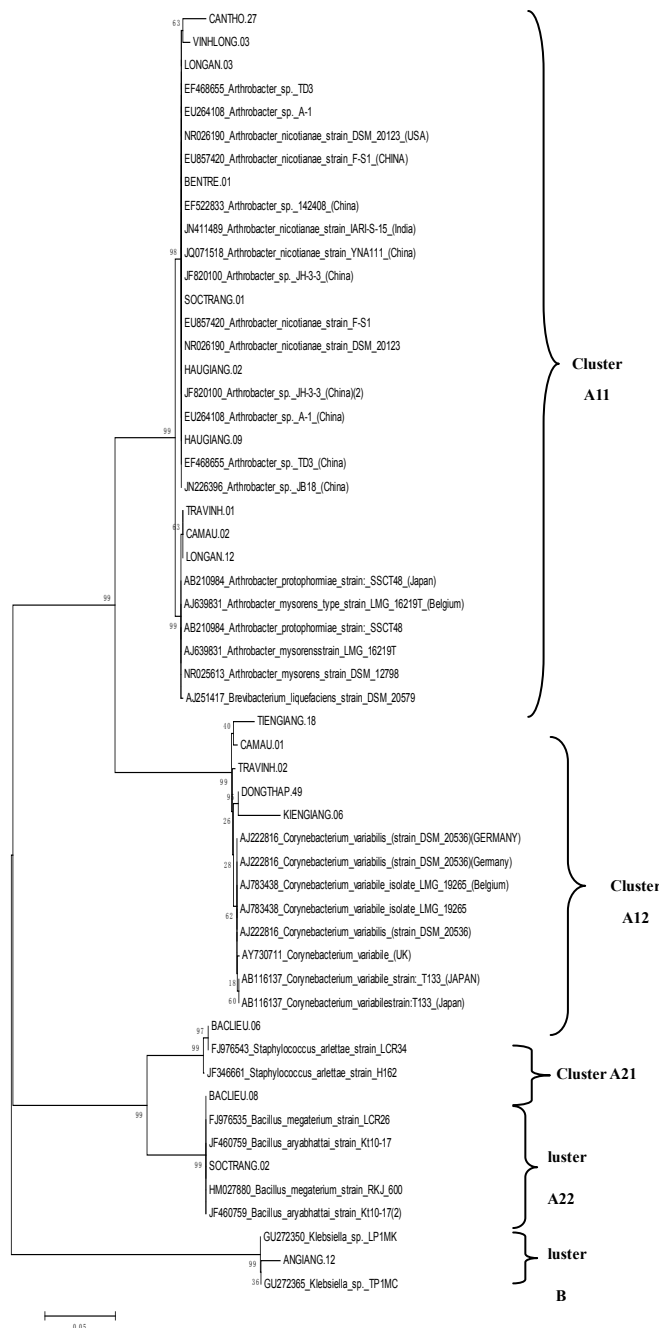 63
CANTHO.27
VINHLONG.03
LONGAN.03
EF468655_Arthrobacter_sp._TD3
EU264108_Arthrobacter_sp._A-1
NR026190_Arthrobacter_nicotianae_strain_DSM_20123_(USA)
EU857420_Arthrobacter_nicotianae_strain_F-S1_(CHINA)
BENTRE.01
EF522833_Arthrobacter_sp._142408_(China)
JN411489_Arthrobacter_nicotianae_strain_IARI-S-15_(India)
JQ071518_Arthrobacter_nicotianae_strain_YNA111_(China)
98
JF820100_Arthrobacter_sp._JH-3-3_(China)
SOCTRANG.01
EU857420_Arthrobacter_nicotianae_strain_F-S1
NR026190_Arthrobacter_nicotianae_strain_DSM_20123
HAUGIANG.02
JF820100_Arthrobacter_sp._JH-3-3_(China)(2)
EU264108_Arthrobacter_sp._A-1_(China)
99
HAUGIANG.09
EF468655_Arthrobacter_sp._TD3_(China)
JN226396_Arthrobacter_sp._JB18_(China)
Cluster
A11
TRAVINH.01
63
CAMAU.02
LONGAN.12
AB210984_Arthrobacter_protophormiae_strain:_SSCT48_(Japan)
99
AJ639831_Arthrobacter_mysorens_type_strain_LMG_16219T_(Belgium)
99
AB210984_Arthrobacter_protophormiae_strain:_SSCT48
AJ639831_Arthrobacter_mysorensstrain_LMG_16219T
NR025613_Arthrobacter_mysorens_strain_DSM_12798
AJ251417_Brevibacterium_liquefaciens_strain_DSM_20579
40
TIENGIANG.18
CAMAU.01
TRAVINH.02
99
DONGTHAP.49
KIENGIANG.06
26
AJ222816_Corynebacterium_variabilis_(strain_DSM_20536)(GERMANY)
28
AJ222816_Corynebacterium_variabilis_(strain_DSM_20536)(Germany)
AJ783438_Corynebacterium_variabile_isolate_LMG_19265_(Belgium)
AJ783438_Corynebacterium_variabile_isolate_LMG_19265
62
AJ222816_Corynebacterium_variabilis_(strain_DSM_20536)
AY730711_Corynebacterium_variabile_(UK)
18
AB116137_Corynebacterium_variabile_strain:_T133_(JAPAN)
60
AB116137_Corynebacterium_variabilestrain:T133_(Japan)
Cluster
A12
97
BACLIEU.06
99
FJ976543_Staphylococcus_arlettae_strain_LCR34
JF346661_Staphylococcus_arlettae_strain_H162
Cluster A21
BACLIEU.08
99
FJ976535_Bacillus_megaterium_strain_LCR26
JF460759_Bacillus_aryabhattai_strain_Kt10-17
99
SOCTRANG.02
HM027880_Bacillus_megaterium_strain_RKJ_600
JF460759_Bacillus_aryabhattai_strain_Kt10-17(2)
luster
A22
GU272350_Klebsiella_sp._LP1MK
99
ANGIANG.12
36
GU272365_Klebsiella_sp._TP1MC
luster
B
0.05